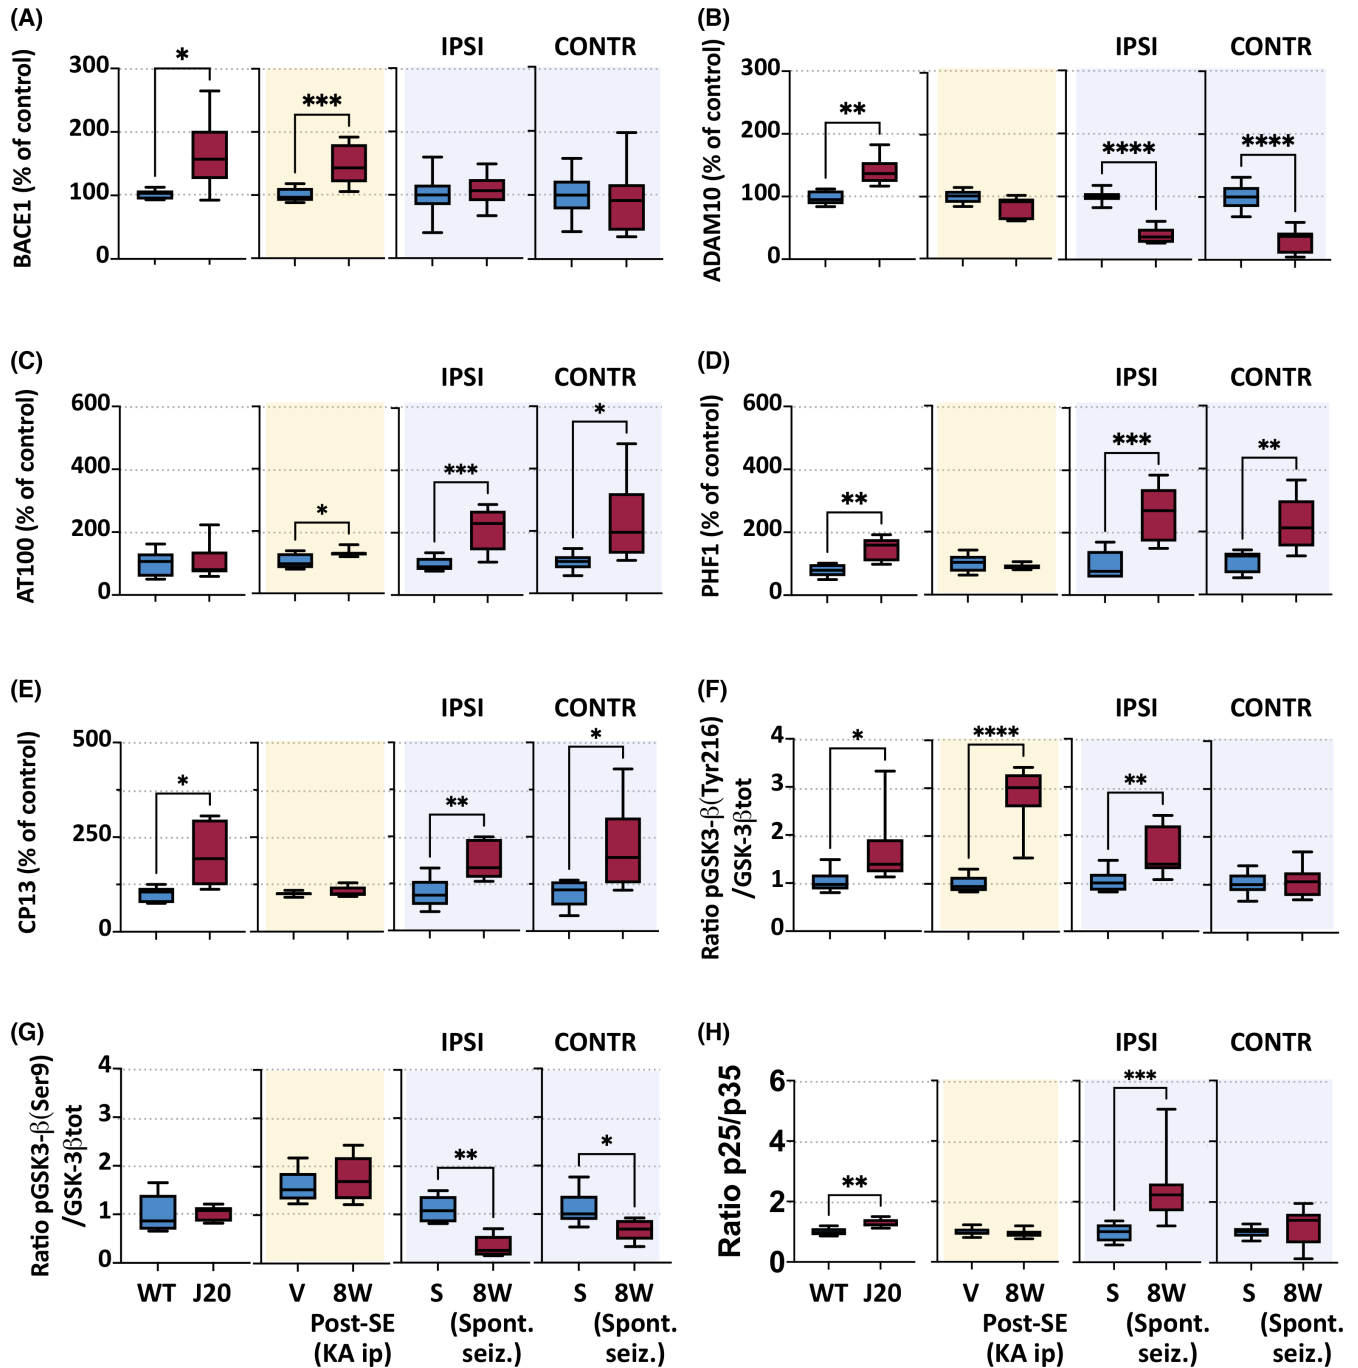 (A)
IPSI
CONTR
BACE1 (% of control)
300
200
100
0
*
***
(B)
IPSI
CONTR
ADAM10 (% of control)
300
200
100
0
**
****
****
(C)
IPSI
CONTR
AT100 (% of control)
600
400
200
0
*
***
*
(D)
IPSI
CONTR
PHF1 (% of control)
600
400
200
0
**
***
**
(E)
IPSI
CONTR
CP13 (% of control)
500
250
0
*
**
*
(F)
IPSI
CONTR
Ratio pGSK3-β(Tyr216)
/GSK-3βtot
4
3
2
1
0
*
****
**
(G)
IPSI
CONTR
Ratio pGSK3-β(Ser9)
/GSK-3βtot
4
3
2
1
0
**
*
WT J20 V 8W S 8W S 8W
Post-SE (Spont. (Spont.
(KA ip) seiz.) seiz.)
(H)
IPSI
CONTR
Ratio p25/p35
6
4
2
0
**
***
WT J20 V 8W S 8W S 8W
Post-SE (Spont. (Spont.
(KA ip) seiz.) seiz.)